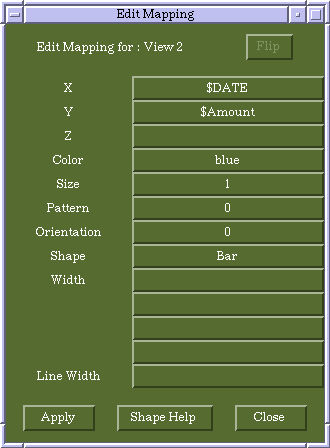 Edit Mapping
Edit Mapping for : View 2 Flip
X $DATE
Y $Amount
Z
Color blue
Size 1
Pattern 0
Orientation 0
Shape Bar
Width
Line Width
Apply Shape Help Close